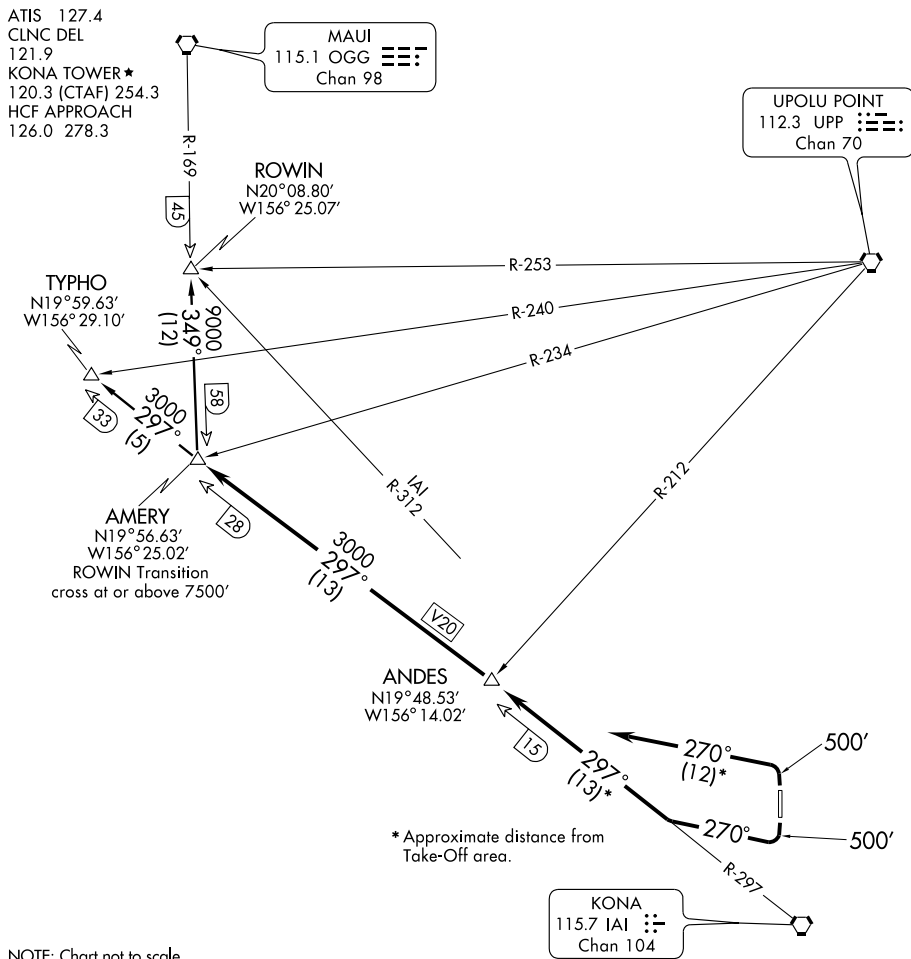 ATIS 127.4
CLNC DEL
121.9
KONA TOWER★
120.3 (CTAF) 254.3
HCF APPROACH
126.0 278.3
MAUI
115.1 OGG
Chan 98
UPOLU POINT
112.3 UPP
Chan 70
R-169
45
ROWIN
N20°08.80'
W156°25.07'
TYPHO
N19°59.63'
W156°29.10'
R-253
R-240
R-234
R-212
9000
349°
(12)
58
33
3000
297°
(5)
AMERY
N19°56.63'
W156°25.02'
ROWIN Transition
cross at or above 7500'
28
IAI
R-312
3000
297°
(13)
V20
ANDES
N19°48.53'
W156°14.02'
15
297°
(13)*
270°
(12)*
500'
270°
500'
* Approximate distance from
Take-Off area.
R-297
KONA
115.7 IAI
Chan 104
NOTE: Chart not to scale